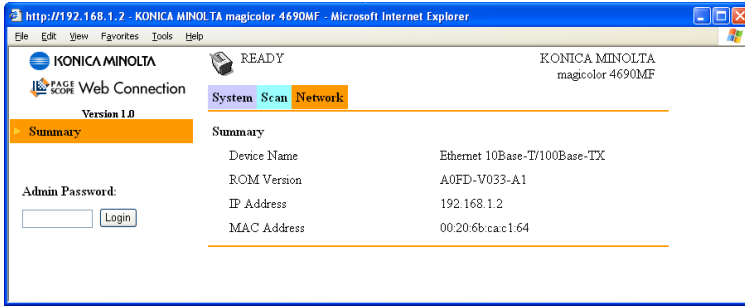 http://192.168.1.2 - KONICA MINOLTA magicolor 4690MF - Microsoft Internet Explorer
File Edit View Favorites Tools Help
KONICA MINOLTA
PAGE SCOPE Web Connection
Version 1.0
Summary
Admin Password:
Login
READY
KONICA MINOLTA
magicolor 4690MF
System Scan Network
Summary
Device Name Ethernet 10Base-T/100Base-TX
ROM Version A0FD-V033-A1
IP Address 192.168.1.2
MAC Address 00:20:6b:ca:c1:64